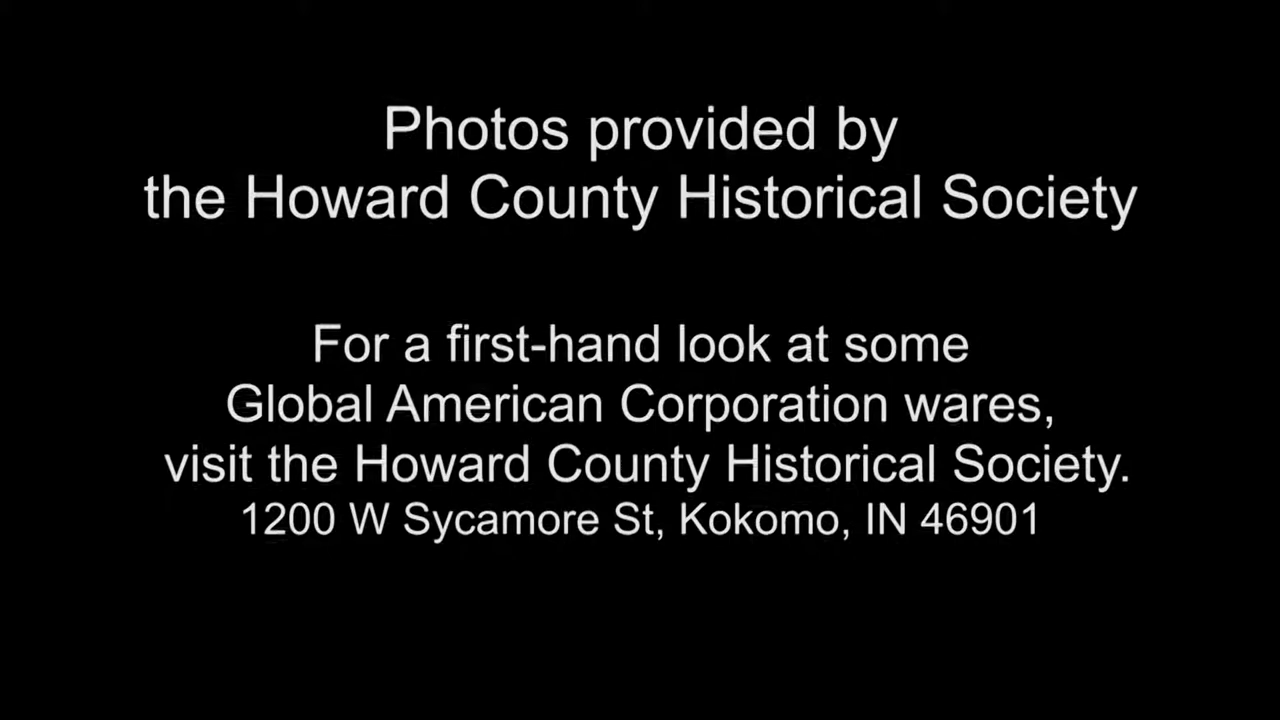 Photos provided by
the Howard County Historical Society
For a first-hand look at some
Global American Corporation wares,
visit the Howard County Historical Society.
1200 W Sycamore St, Kokomo, IN 46901